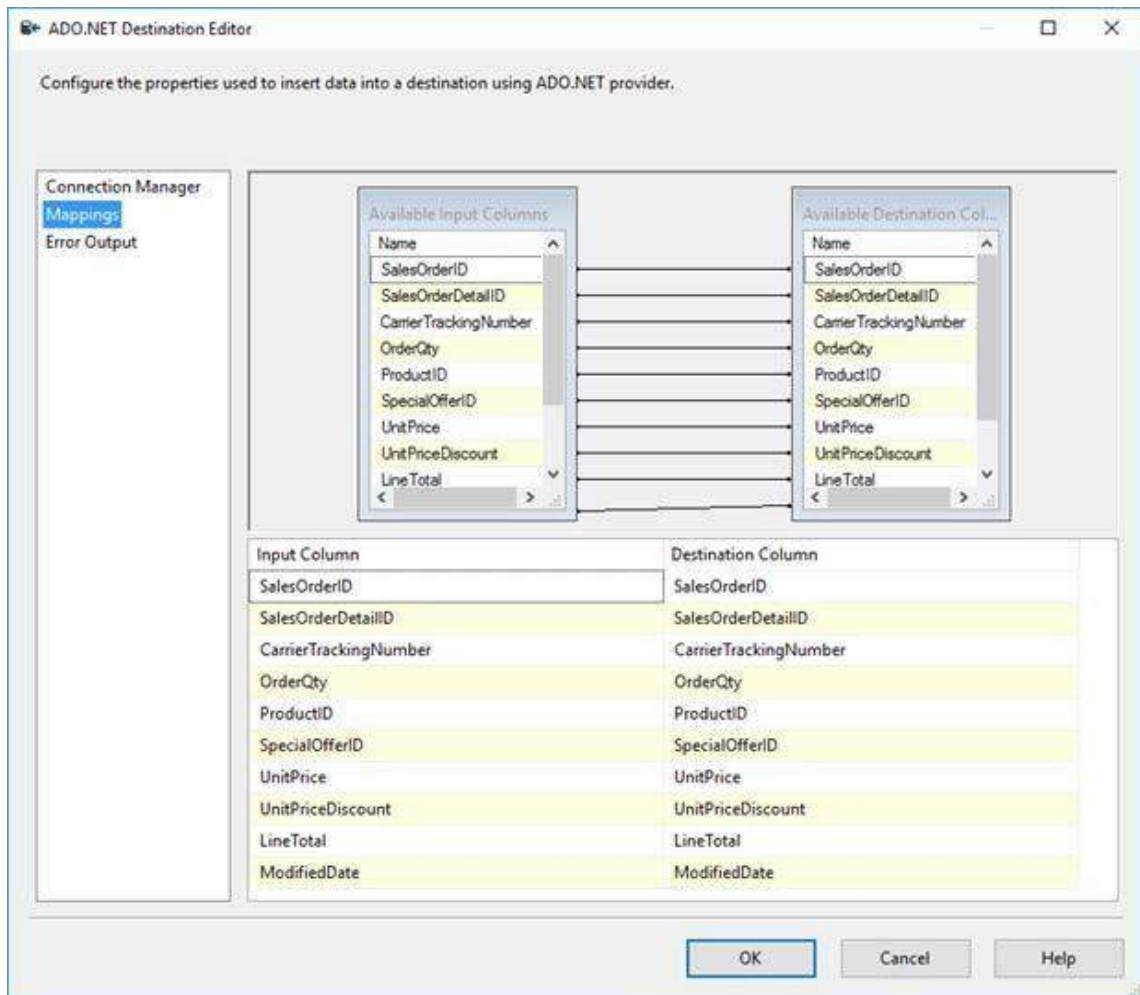 ADO.NET Destination Editor
Configure the properties used to insert data into a destination using ADO.NET provider.
Connection Manager
Mappings
Error Output
Available Input Columns
Name
SalesOrderID
SalesOrderDetailID
CarrierTrackingNumber
OrderQty
ProductID
SpecialOfferID
UnitPrice
UnitPriceDiscount
LineTotal
Available Destination Col...
Name
SalesOrderID
SalesOrderDetailID
CarrierTrackingNumber
OrderQty
ProductID
SpecialOfferID
UnitPrice
UnitPriceDiscount
LineTotal
Input Column Destination Column
SalesOrderID SalesOrderID
SalesOrderDetailID SalesOrderDetailID
CarrierTrackingNumber CarrierTrackingNumber
OrderQty OrderQty
ProductID ProductID
SpecialOfferID SpecialOfferID
UnitPrice UnitPrice
UnitPriceDiscount UnitPriceDiscount
LineTotal LineTotal
ModifiedDate ModifiedDate
OK Cancel Help